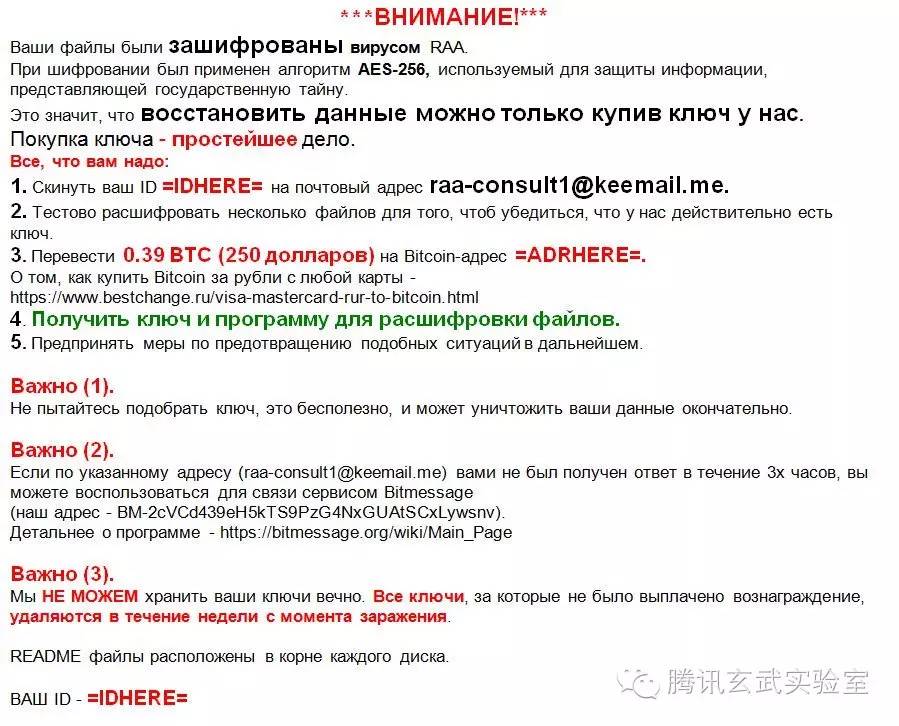 ***ВНИМАНИЕ!***
Ваши файлы были зашифрованы вирусом RAA.
При шифровании был применен алгоритм AES-256, используемый для защиты информации,
представляющей государственную тайну.
Это значит, что восстановить данные можно только купив ключ у нас.
Покупка ключа - простейшее дело.
Все, что вам надо:
1. Скинуть ваш ID =IDHERE= на почтовый адрес raa-consult1@keemail.me.
2. Тестово расшифровать несколько файлов для того, чтоб убедиться, что у нас действительно есть
ключ.
3. Перевести 0.39 BTC (250 долларов) на Bitcoin-адрес =ADRHERE=.
О том, как купить Bitcoin за рубли с любой карты -
https://www.bestchange.ru/visa-mastercard-rur-to-bitcoin.html
4. Получить ключ и программу для расшифровки файлов.
5. Предпринять меры по предотвращению подобных ситуаций в дальнейшем.
Важно (1).
Не пытайтесь подобрать ключ, это бесполезно, и может уничтожить ваши данные окончательно.
Важно (2).
Если по указанному адресу (raa-consult1@keemail.me) вами не был получен ответ в течение 3х часов, вы
можете воспользоваться для связи сервисом Bitmessage
(наш адрес - BM-2cVCd439eH5kTS9PzG4NxGUAtSCxLywsnv).
Детальнее о программе - https://bitmessage.org/wiki/Main_Page
Важно (3).
Мы НЕ МОЖЕМ хранить ваши ключи вечно. Все ключи, за которые не было выплачено вознаграждение,
удаляются в течение недели с момента заражения.
README файлы расположены в корне каждого диска.
ВАШ ID - =IDHERE=
腾讯玄武实验室